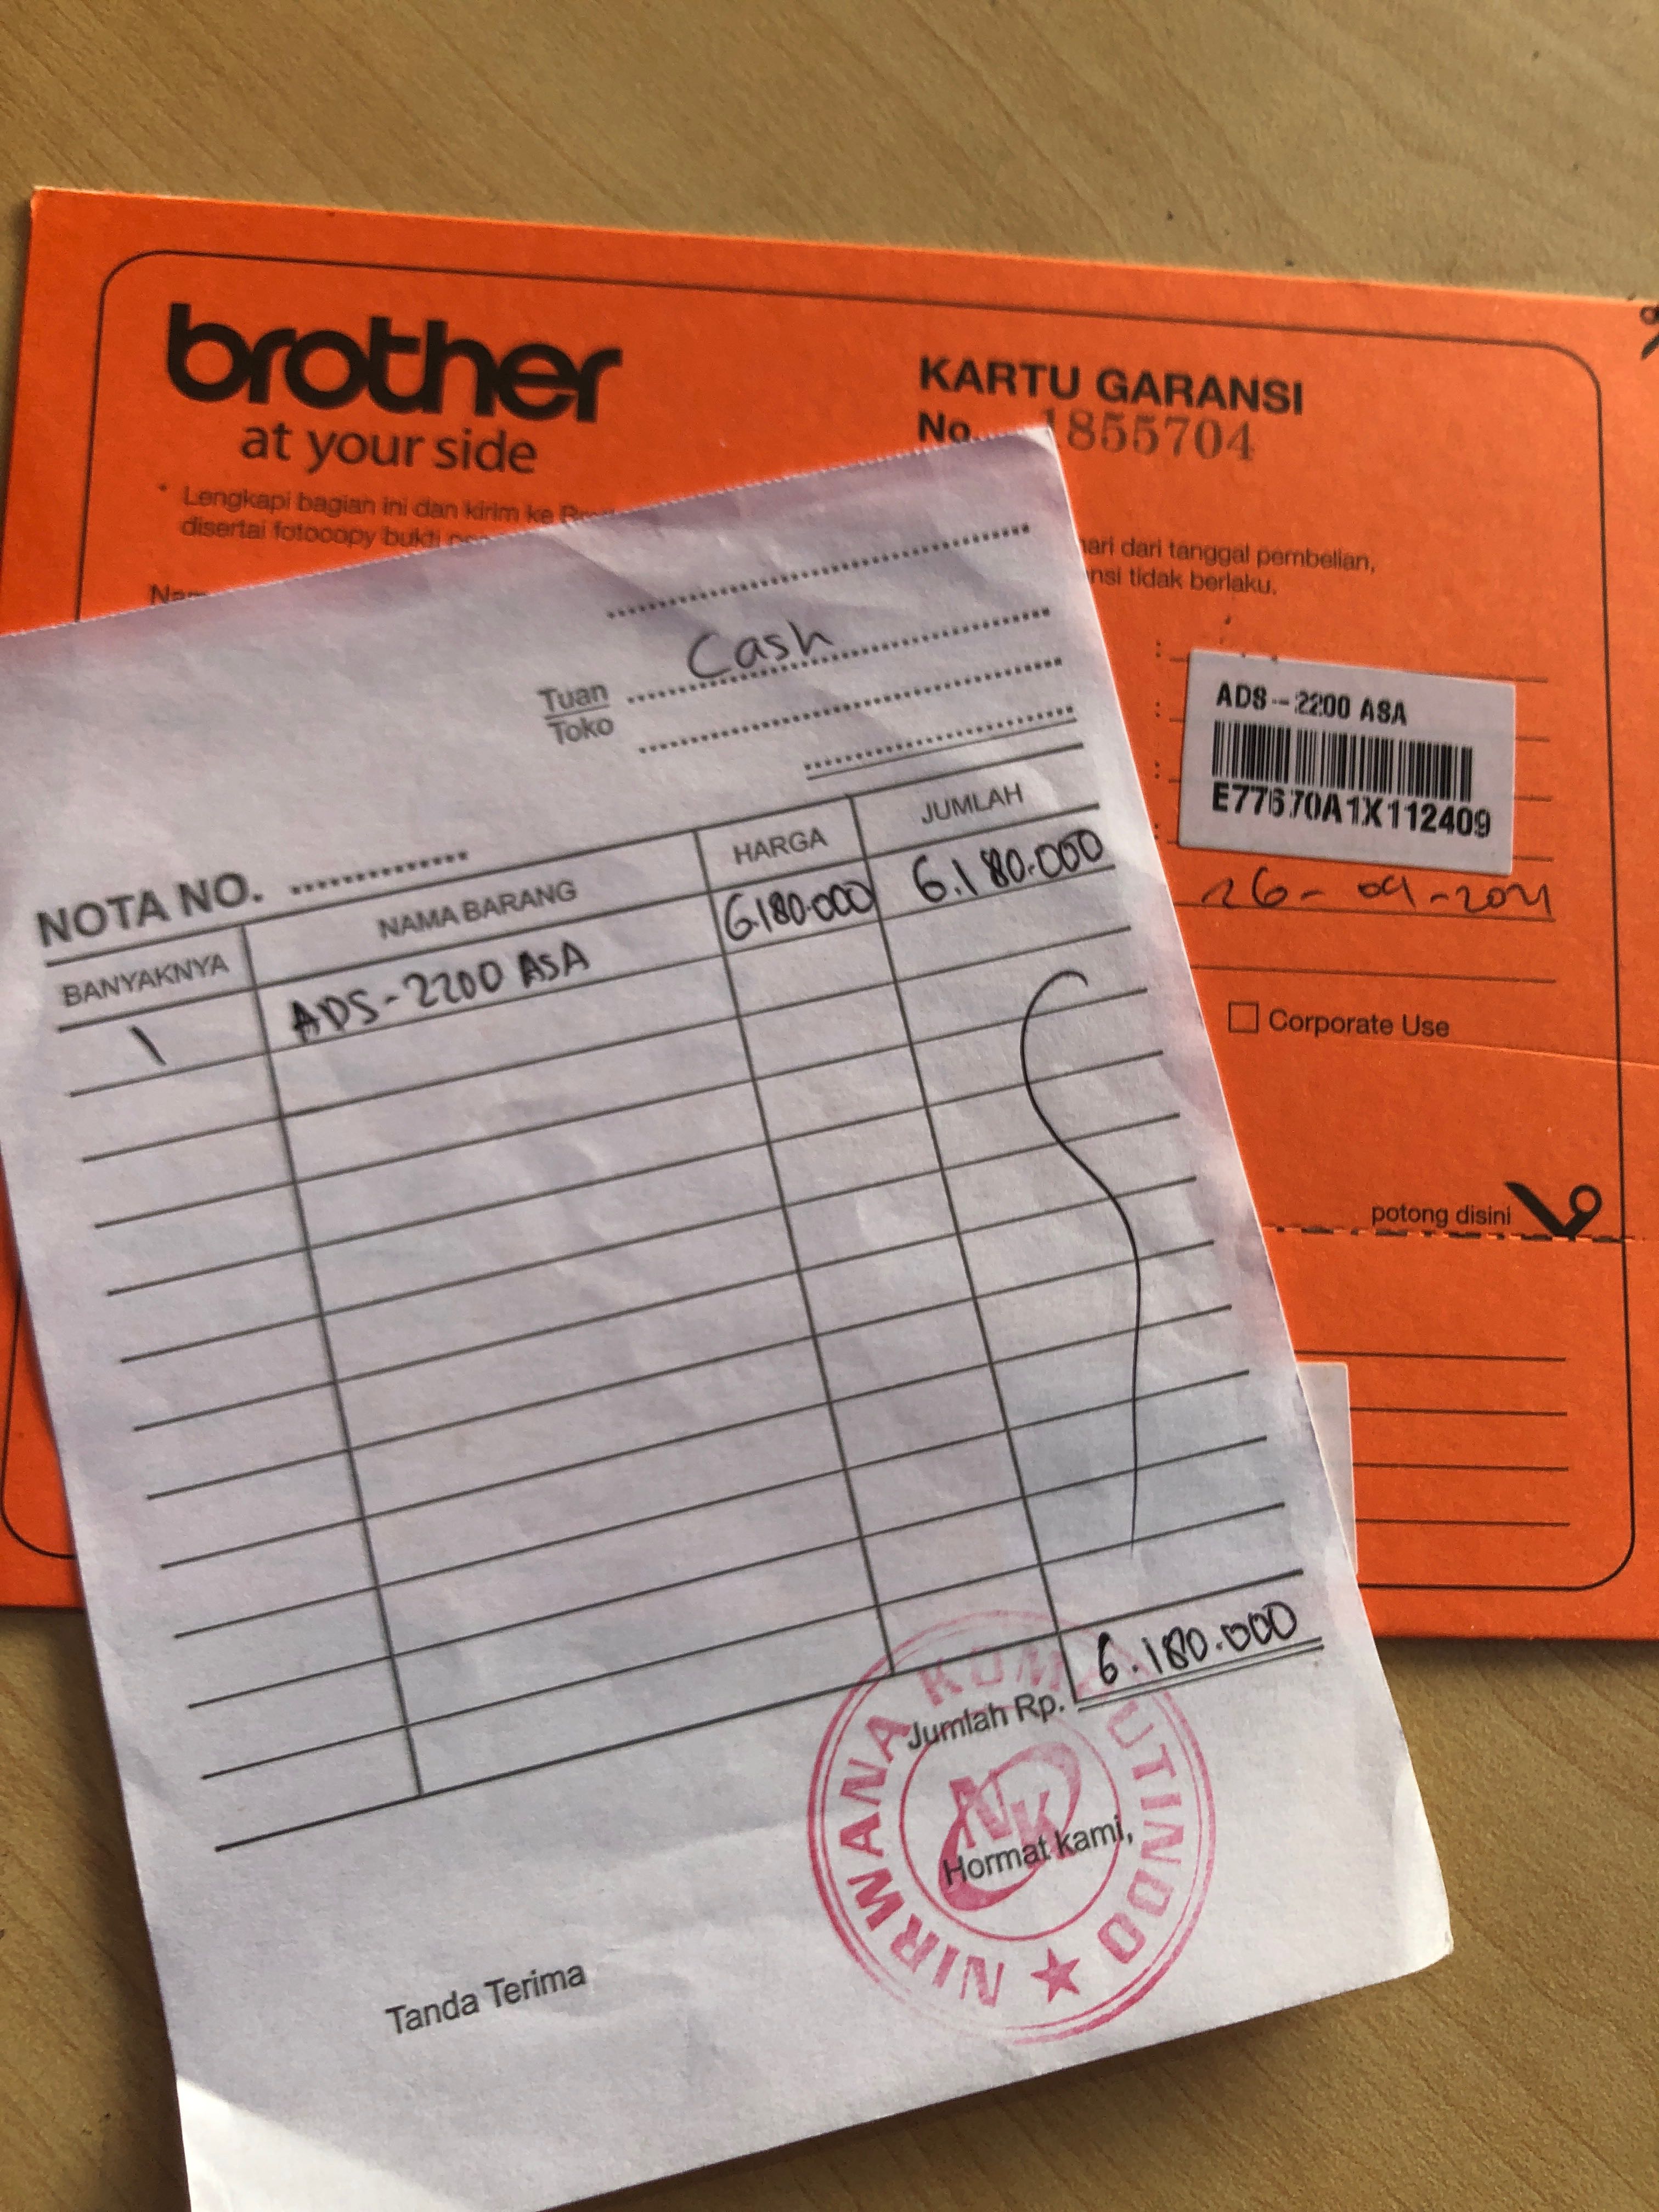 brother
at your side
KARTU GARANSI
No. 1855704
Lengkapi bagian ini dan kirim ke
disertai fotocopy bukti
hari dari tanggal pembelian,
tidak berlaku.
ADS-2200 ASA
E77670A1X112409
26-04-2021
Corporate Use
potong disini
Cash
Tuan
Toko
NOTA NO.
BANYAKNYA NAMA BARANG HARGA JUMLAH
1 ADS-2200 ASA 6.180.000 6.180.000
Jumlah Rp. 6.180.000
Tanda Terima
Hormat kami,
NIRWANA KOMPUTINDO
NK